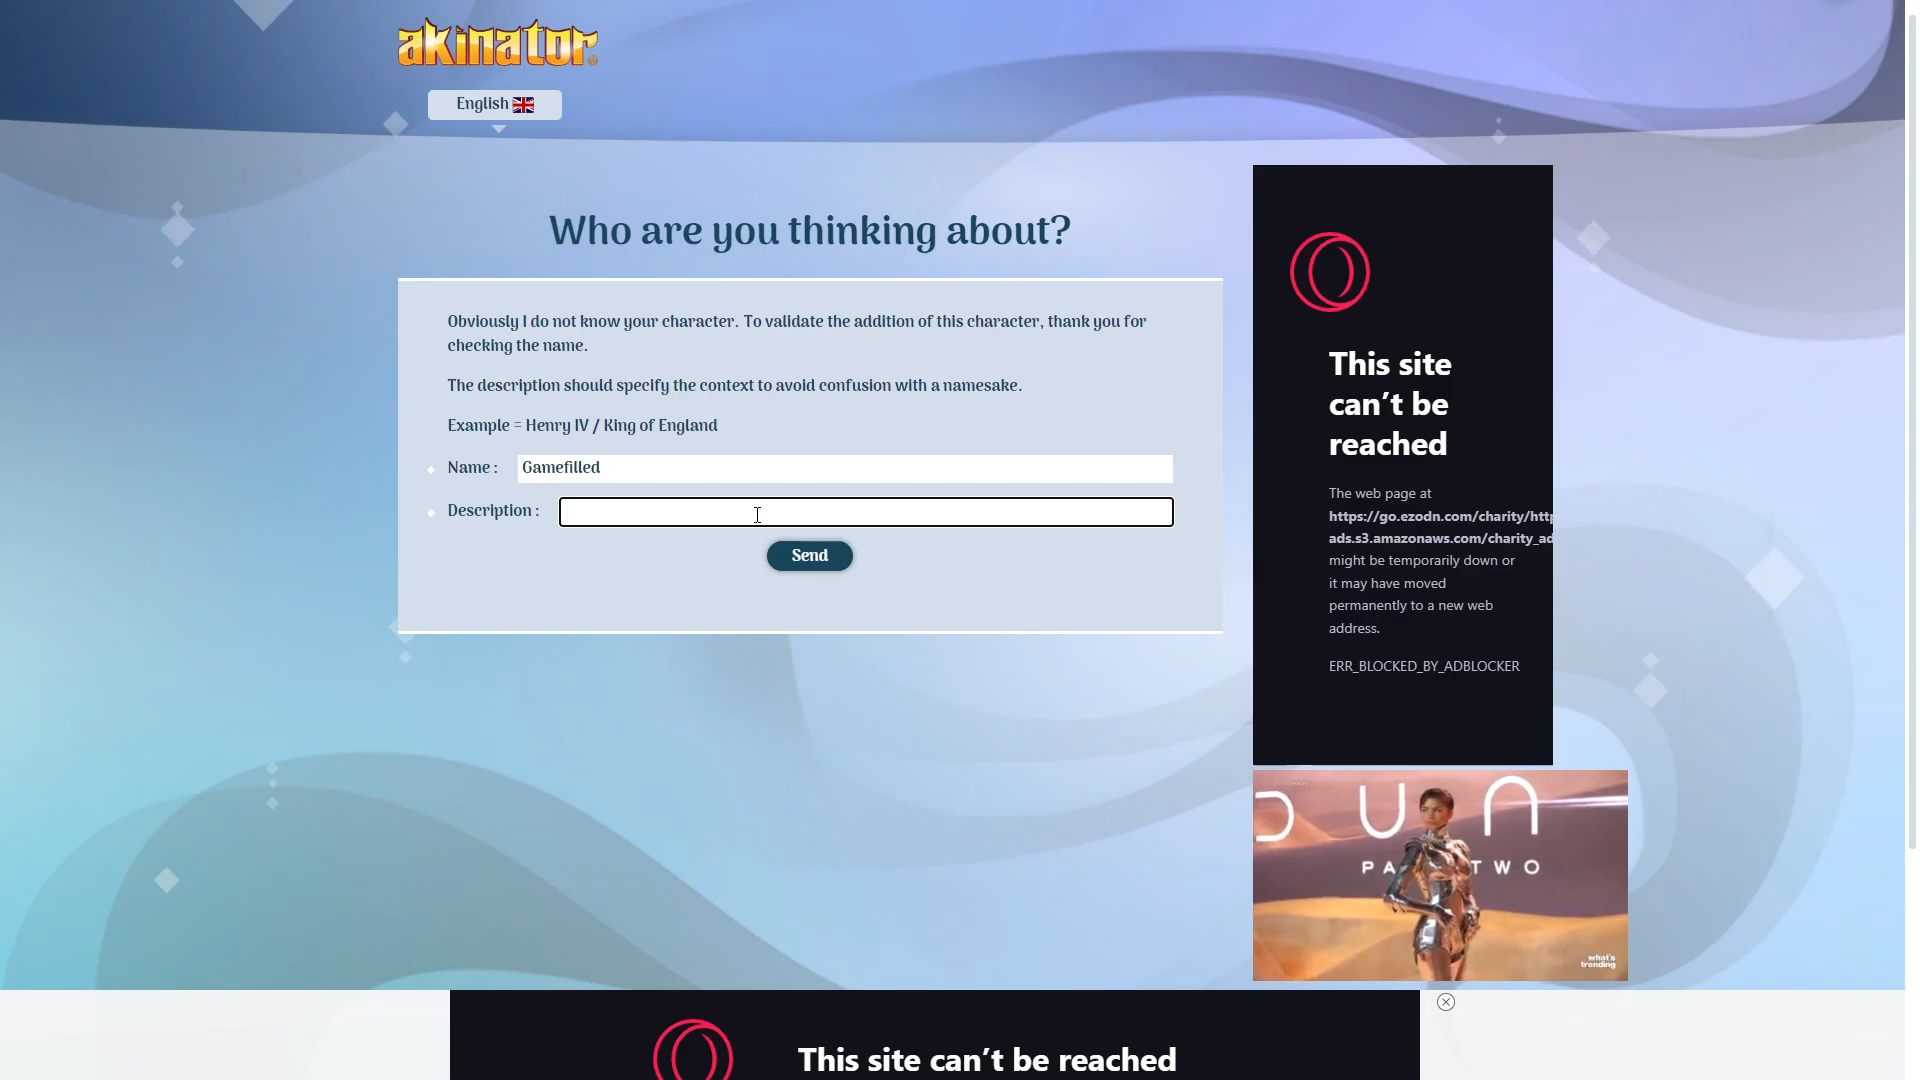 akinator
English
Who are you thinking about?
Obviously I do not know your character. To validate the addition of this character, thank you for
checking the name.
The description should specify the context to avoid confusion with a namesake.
Example = Henry IV / King of England
Name :
Gamefilled
Description :
Send
This site
can’t be
reached
The web page at
https://go.ezodn.com/charity/http
ads.s3.amazonaws.com/charity_ad
might be temporarily down or
it may have moved
permanently to a new web
address.
ERR_BLOCKED_BY_ADBLOCKER
DUN
PA TWO
what's
trending
This site can’t be reached